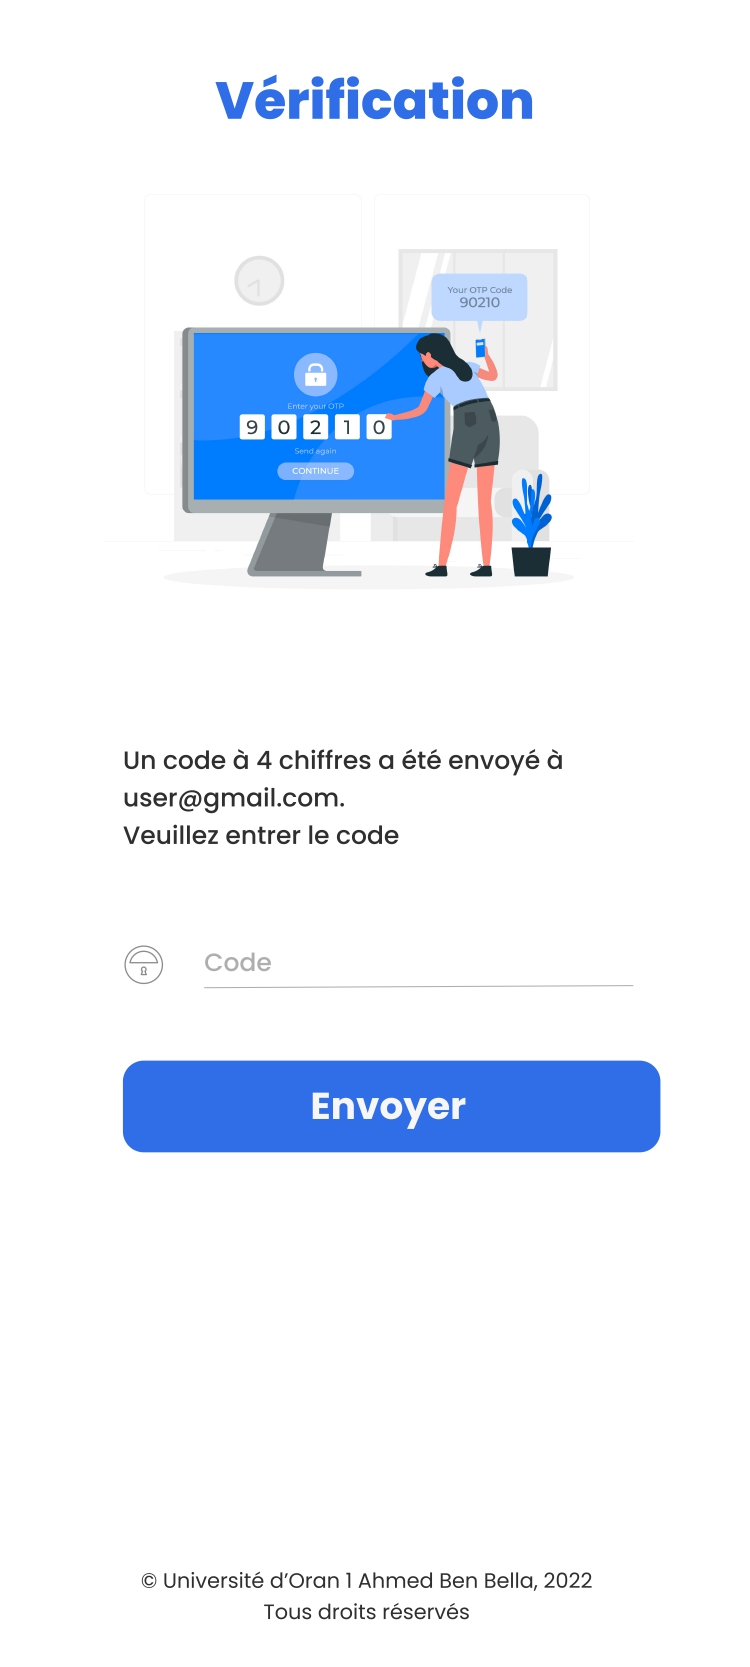 Vérification
Your OTP Code
90210
Enter your OTP
9 0 2 1 0
Send again
CONTINUE
Un code à 4 chiffres a été envoyé à
user@gmail.com.
Veuillez entrer le code
Code
Envoyer
© Université d’Oran 1 Ahmed Ben Bella, 2022
Tous droits réservés